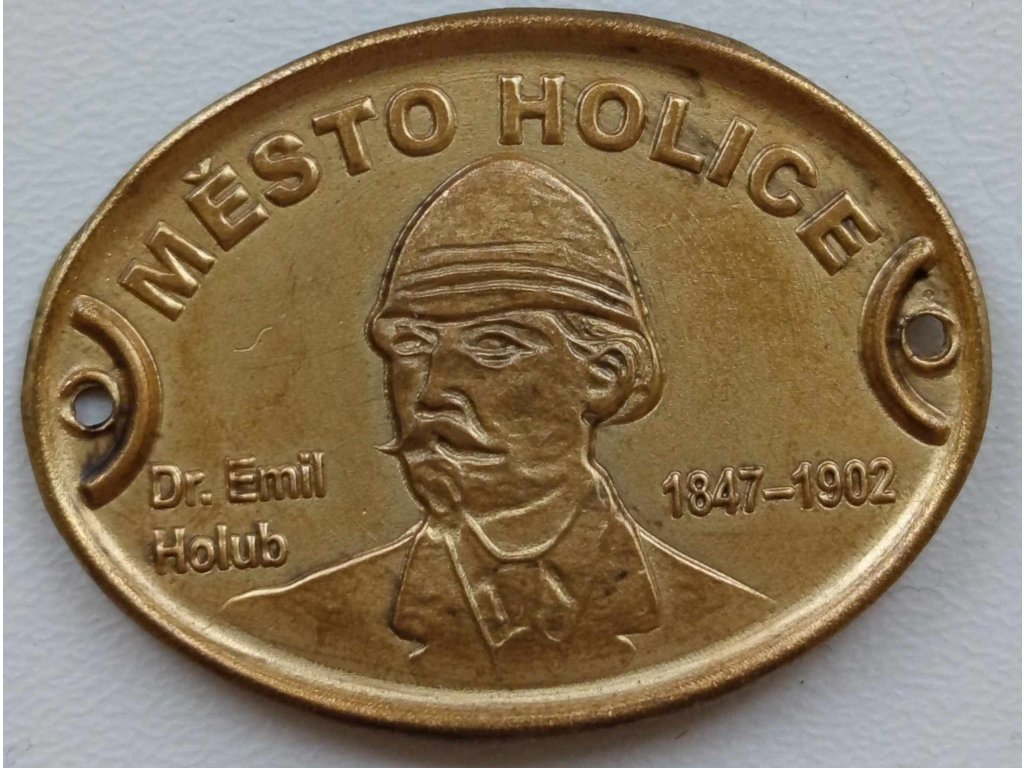 MĚSTO HOLICE
Dr. Emil
Holub
1847–1902